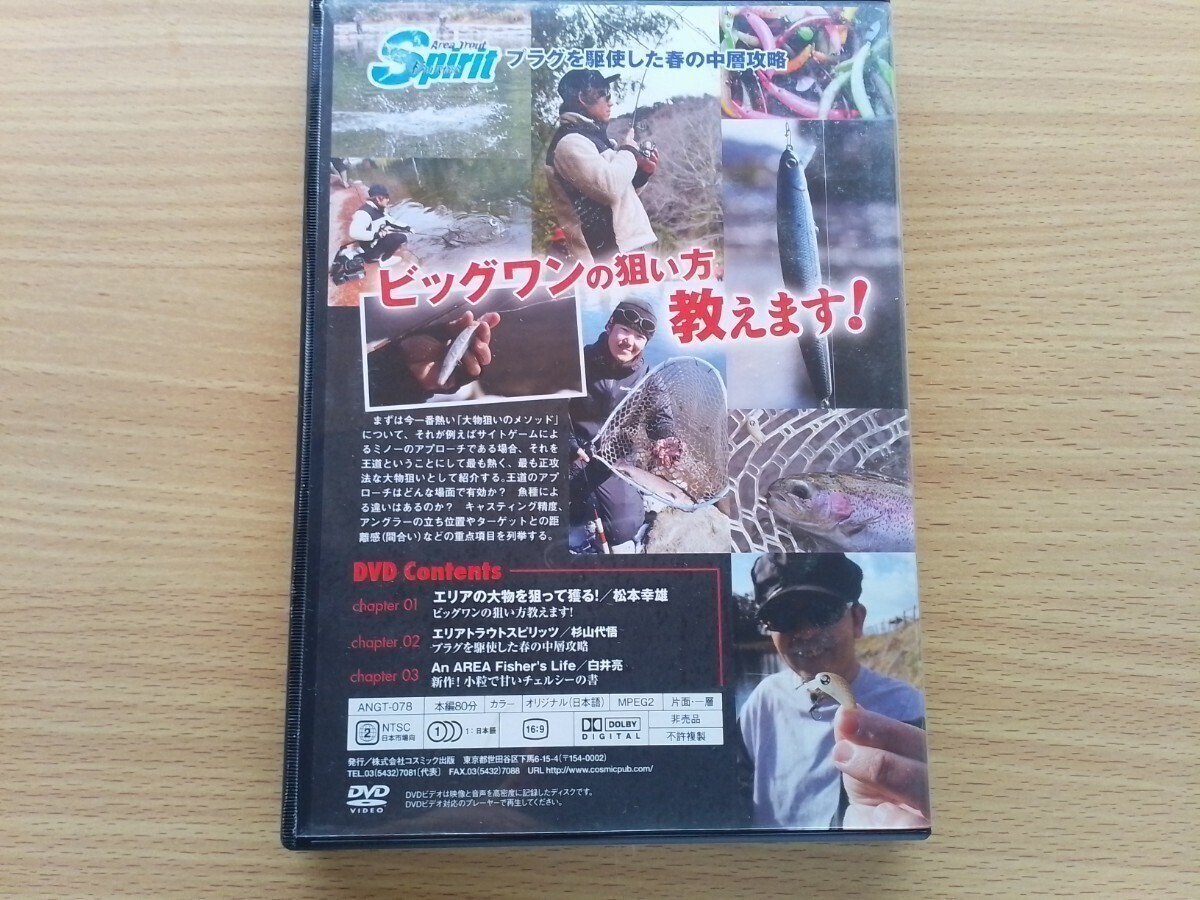 Area Trout
Spirit
プラグを駆使した春の中層攻略
ビッグワンの狙い方
教えます!
まずは今一番熱い「大物狙いのメソッド」
について、それが例えばサイトゲームによ
るミノーのアプローチである場合、それを
王道ということにして最も熱く、最も正攻
法な大物狙いとして紹介する。王道のアプ
ローチはどんな場面で有効か? 魚種によ
る違いはあるのか? キャスティング精度、
アングラーの立ち位置やターゲットとの距
離感(間合い)などの重点項目を列挙する。
DVD Contents
chapter 01 エリアの大物を狙って獲る!/松本幸雄
ビッグワンの狙い方教えます!
chapter 02 エリアトラウトスピリッツ/杉山代悟
プラグを駆使した春の中層攻略
chapter 03 An AREA Fisher's Life/白井亮
新作!小粒で甘いチェルシーの書
ANGT-078 本編80分 カラー オリジナル(日本語) MPEG2 片面・一層
2 NTSC 日本市場向 1 1:日本語 16:9 DOLBY DIGITAL 非売品
不許複製
発行/株式会社コスミック出版 東京都世田谷区下馬6-15-4(〒154-0002)
TEL.03(5432)7081[代表] FAX.03(5432)7088 URL http://www.cosmicpub.com/
DVD VIDEO
DVDビデオは映像と音声を高密度に記録したディスクです。
DVDビデオ対応のプレーヤーで再生してください。